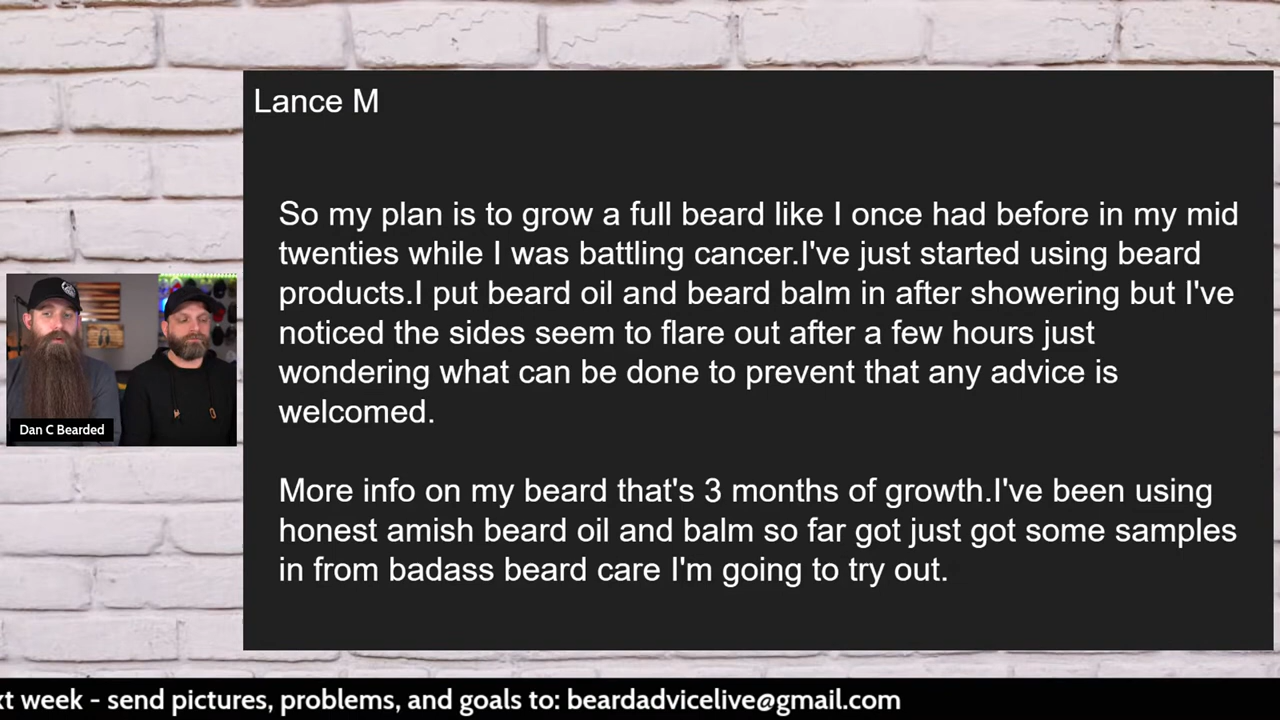 Lance M
So my plan is to grow a full beard like I once had before in my mid
twenties while I was battling cancer.I've just started using beard
products.I put beard oil and beard balm in after showering but I've
noticed the sides seem to flare out after a few hours just
wondering what can be done to prevent that any advice is
welcomed.
More info on my beard that's 3 months of growth.I've been using
honest amish beard oil and balm so far got just got some samples
in from badass beard care I'm going to try out.
Dan C Bearded
xt week - send pictures, problems, and goals to: beardadvicelive@gmail.com